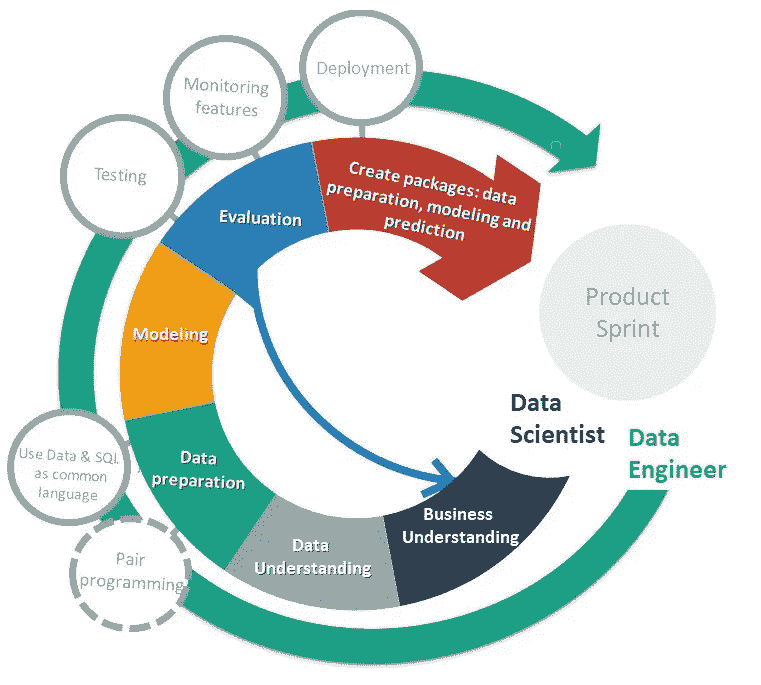 Deployment
Monitoring
features
Testing
Create packages: data
preparation, modeling and
prediction
Evaluation
Product
Sprint
Modeling
Data
Scientist
Data
Engineer
Use Data & SQL
as common
language
Data
preparation
Business
Understanding
Data
Understanding
Pair
programming